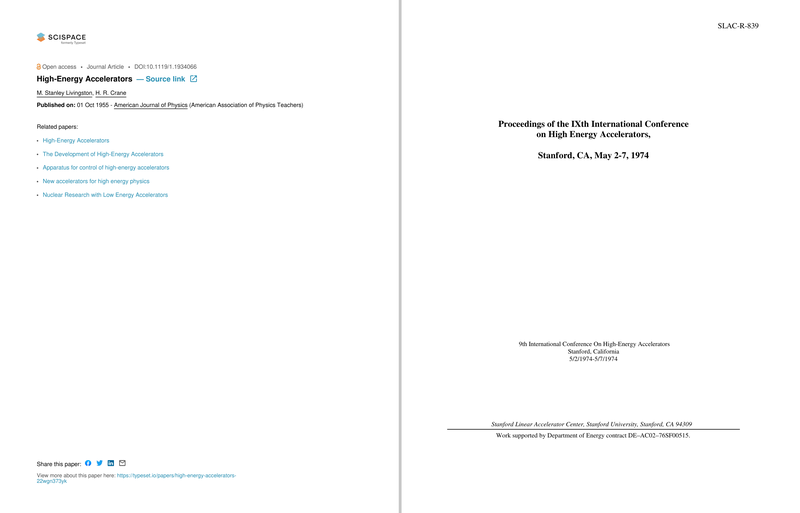 SCISPACE
formerly Typeset
Open access • Journal Article • DOI:10.1119/1.1934066
High-Energy Accelerators — Source link
M. Stanley Livingston, H. R. Crane
Published on: 01 Oct 1955 - American Journal of Physics (American Association of Physics Teachers)
Related papers:
• High-Energy Accelerators
• The Development of High-Energy Accelerators
• Apparatus for control of high-energy accelerators
• New accelerators for high energy physics
• Nuclear Research with Low Energy Accelerators
Share this paper:
View more about this paper here: https://typeset.io/papers/high-energy-accelerators-
22wgn373yk
SLAC-R-839
Proceedings of the IXth International Conference
on High Energy Accelerators,
Stanford, CA, May 2-7, 1974
9th International Conference On High-Energy Accelerators
Stanford, California
5/2/1974-5/7/1974
Stanford Linear Accelerator Center, Stanford University, Stanford, CA 94309
Work supported by Department of Energy contract DE–AC02–76SF00515.